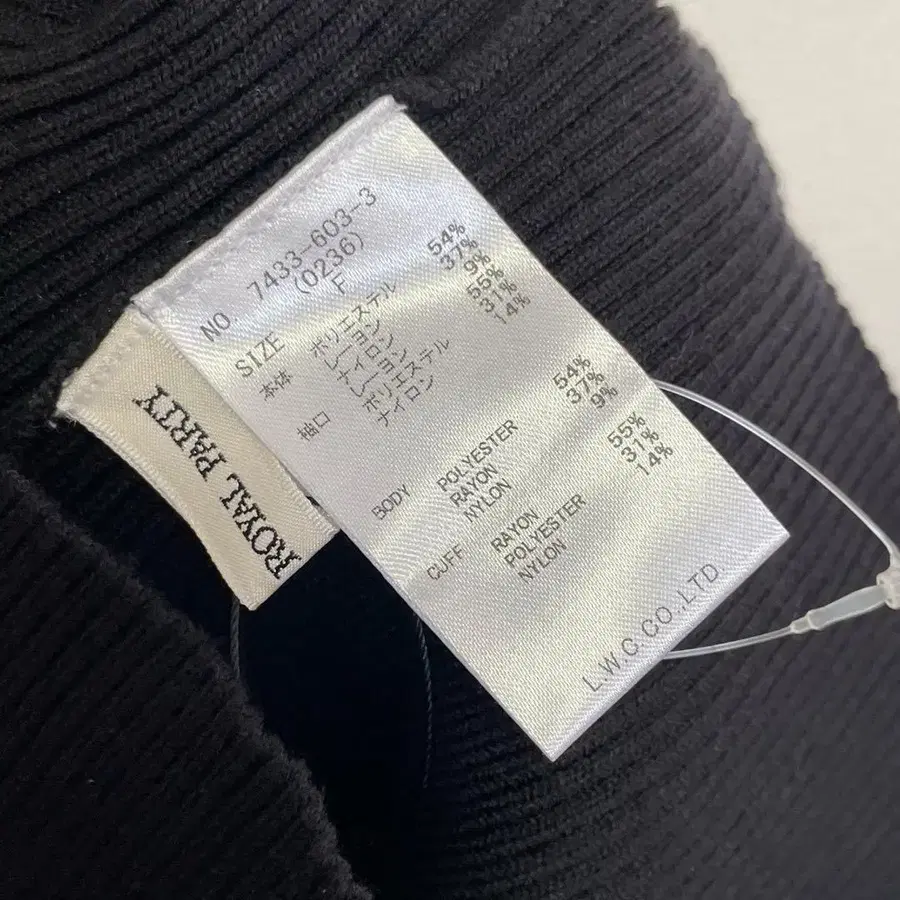 NO 7433-603-3
(0236)
SIZE F
本体 ポリエステル 54%
レーヨン 37%
ナイロン 9%
袖口 レーヨン 55%
ポリエステル 31%
ナイロン 14%
BODY POLYESTER 54%
RAYON 37%
NYLON 9%
CUFF RAYON 55%
POLYESTER 31%
NYLON 14%
L.W.C CO.,LTD
ROYAL PARTY